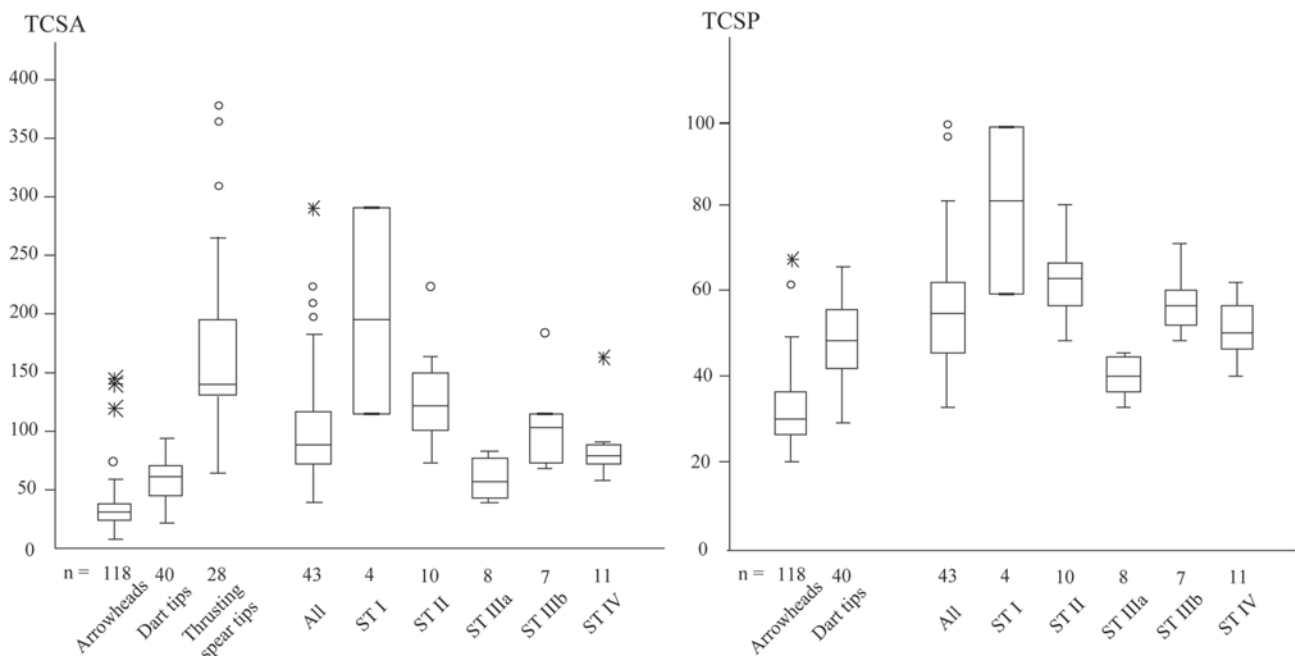 TCSA
400
350
300
250
200
150
100
50
0
n = 118 40 28 43 4 10 8 7 11
Arrowheads
Dart tips
Thrusting
spear tips
All
ST I
ST II
ST IIIa
ST IIIb
ST IV
TCSP
100
80
60
40
20
0
n = 118 40 43 4 10 8 7 11
Arrowheads
Dart tips
All
ST I
ST II
ST IIIa
ST IIIb
ST IV